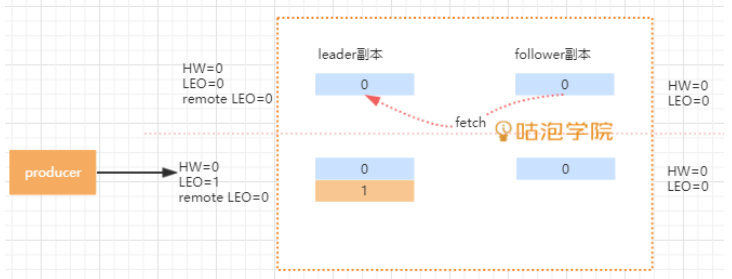 leader副本
follower副本
HW=0
LEO=0
remote LEO=0
0
0
HW=0
LEO=0
fetch
咕泡学院
producer
HW=0
LEO=1
remote LEO=0
0
1
0
HW=0
LEO=0